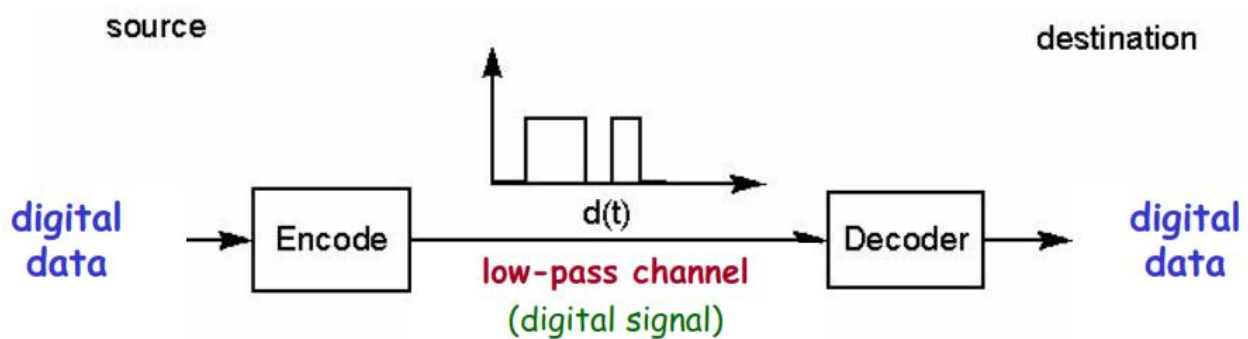 source
destination
digital
data
Encode
d(t)
low-pass channel
(digital signal)
Decoder
digital
data